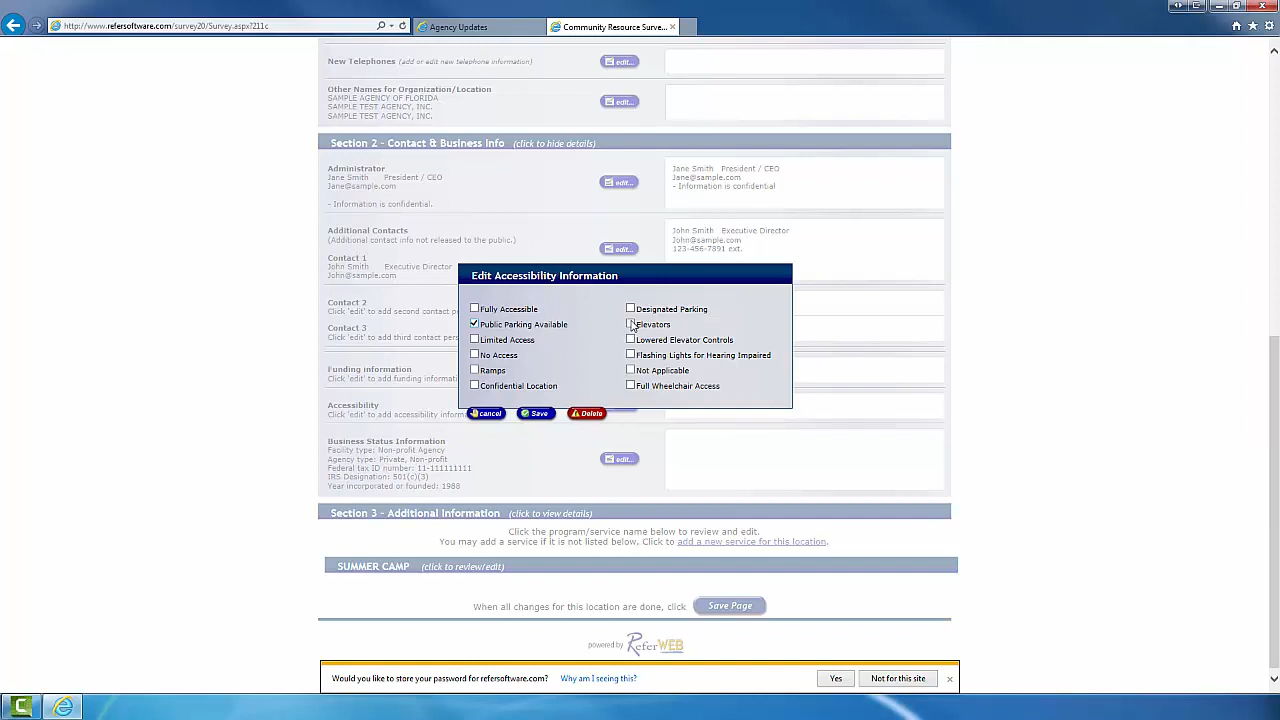 http://www.refersoftware.com/survey20/Survey.aspx?211c
Agency Updates
Community Resource Surve...
New Telephones (add or edit new telephone information)
edit...
Other Names for Organization/Location
SAMPLE AGENCY OF FLORIDA
SAMPLE TEST AGENCY, INC.
SAMPLE TEST AGENCY, INC.
edit...
Section 2 - Contact & Business Info (click to hide details)
Administrator
Jane Smith President / CEO
Jane@sample.com
- Information is confidential.
edit...
Jane Smith President / CEO
Jane@sample.com
- Information is confidential
Additional Contacts
(Additional contact info not released to the public.)
Contact 1
John Smith Executive Director
John@sample.com
edit...
John Smith Executive Director
John@sample.com
123-456-7891 ext.
Contact 2
Click 'edit' to add second contact
Contact 3
Click 'edit' to add third contact pers
Funding information
Click 'edit' to add funding informati
Accessibility
Click 'edit' to add accessibility inform
Edit Accessibility Information
Fully Accessible
Designated Parking
Public Parking Available
Elevators
Limited Access
Lowered Elevator Controls
No Access
Flashing Lights for Hearing Impaired
Ramps
Not Applicable
Confidential Location
Full Wheelchair Access
cancel
Save
Delete
Business Status Information
Facility type: Non-profit Agency
Agency type: Private, Non-profit
Federal tax ID number: 11-111111111
IRS Designation: 501(c)(3)
Year incorporated or founded: 1988
edit...
Section 3 - Additional Information (click to view details)
Click the program/service name below to review and edit.
You may add a service if it is not listed below. Click to add a new service for this location.
SUMMER CAMP (click to review/edit)
When all changes for this location are done, click Save Page
powered by ReferWEB
Would you like to store your password for refersoftware.com? Why am I seeing this? Yes Not for this site